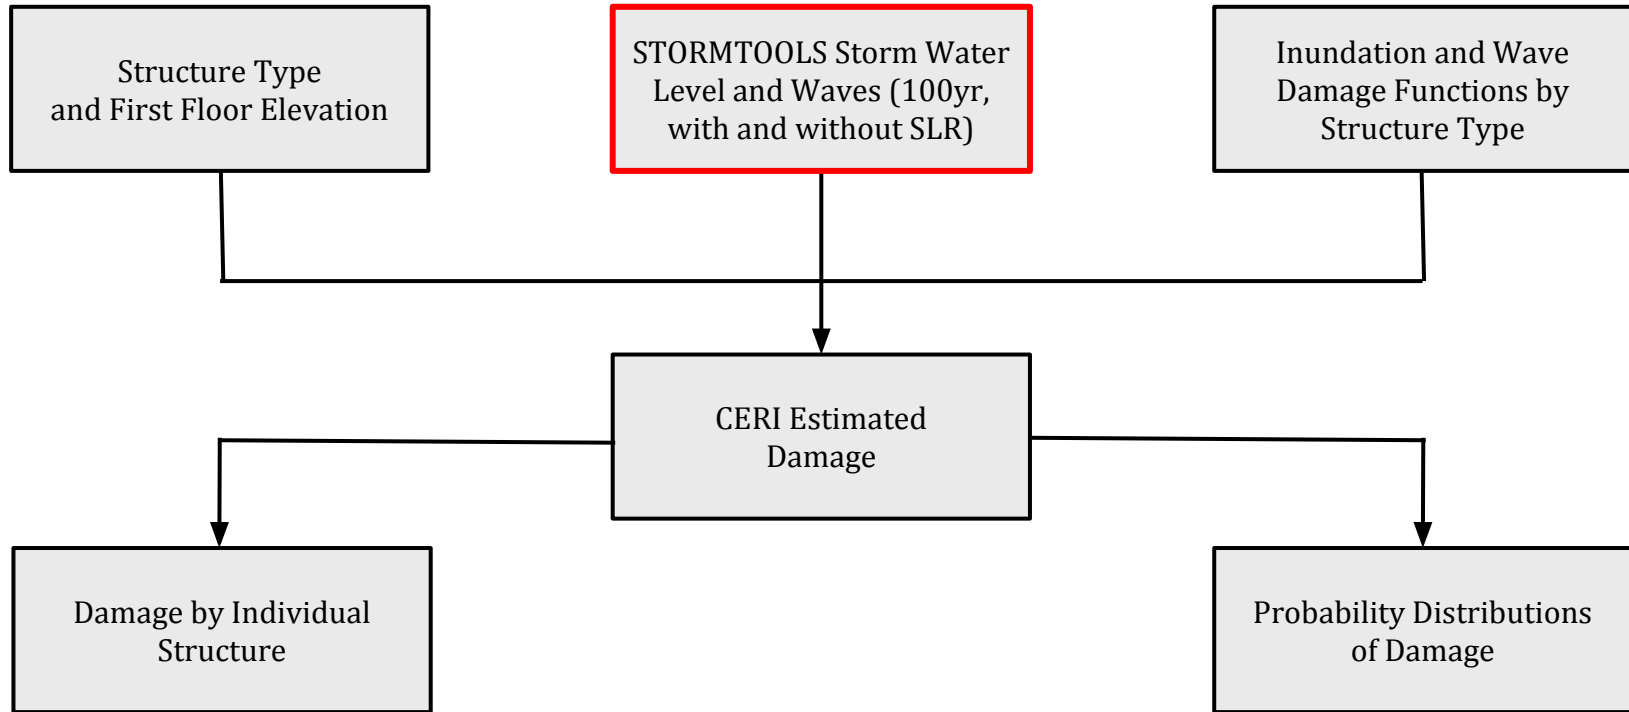 Structure Type
and First Floor Elevation
STORMTOOLS Storm Water
Level and Waves (100yr,
with and without SLR)
Inundation and Wave
Damage Functions by
Structure Type
CERI Estimated
Damage
Damage by Individual
Structure
Probability Distributions
of Damage